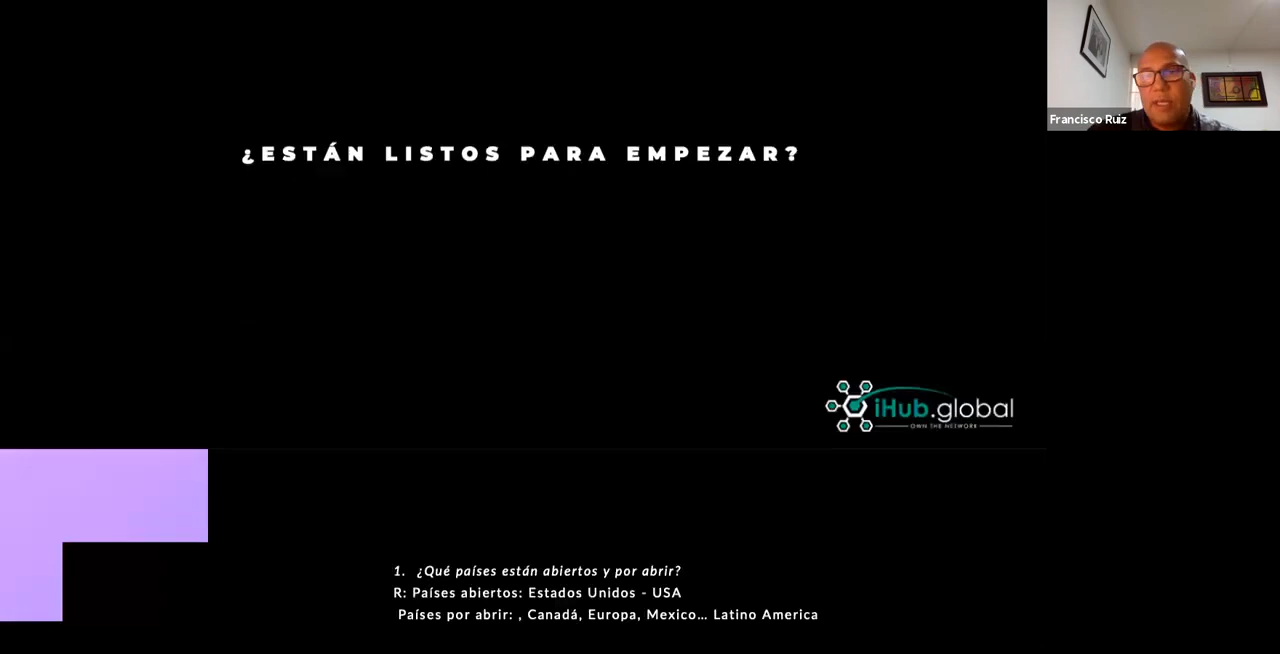 ¿ESTÁN LISTOS PARA EMPEZAR?
Francisco Ruiz
iHub.global
OWN THE NETWORK
1. ¿Qué países están abiertos y por abrir?
R: Países abiertos: Estados Unidos - USA
Países por abrir: , Canadá, Europa, Mexico... Latino America